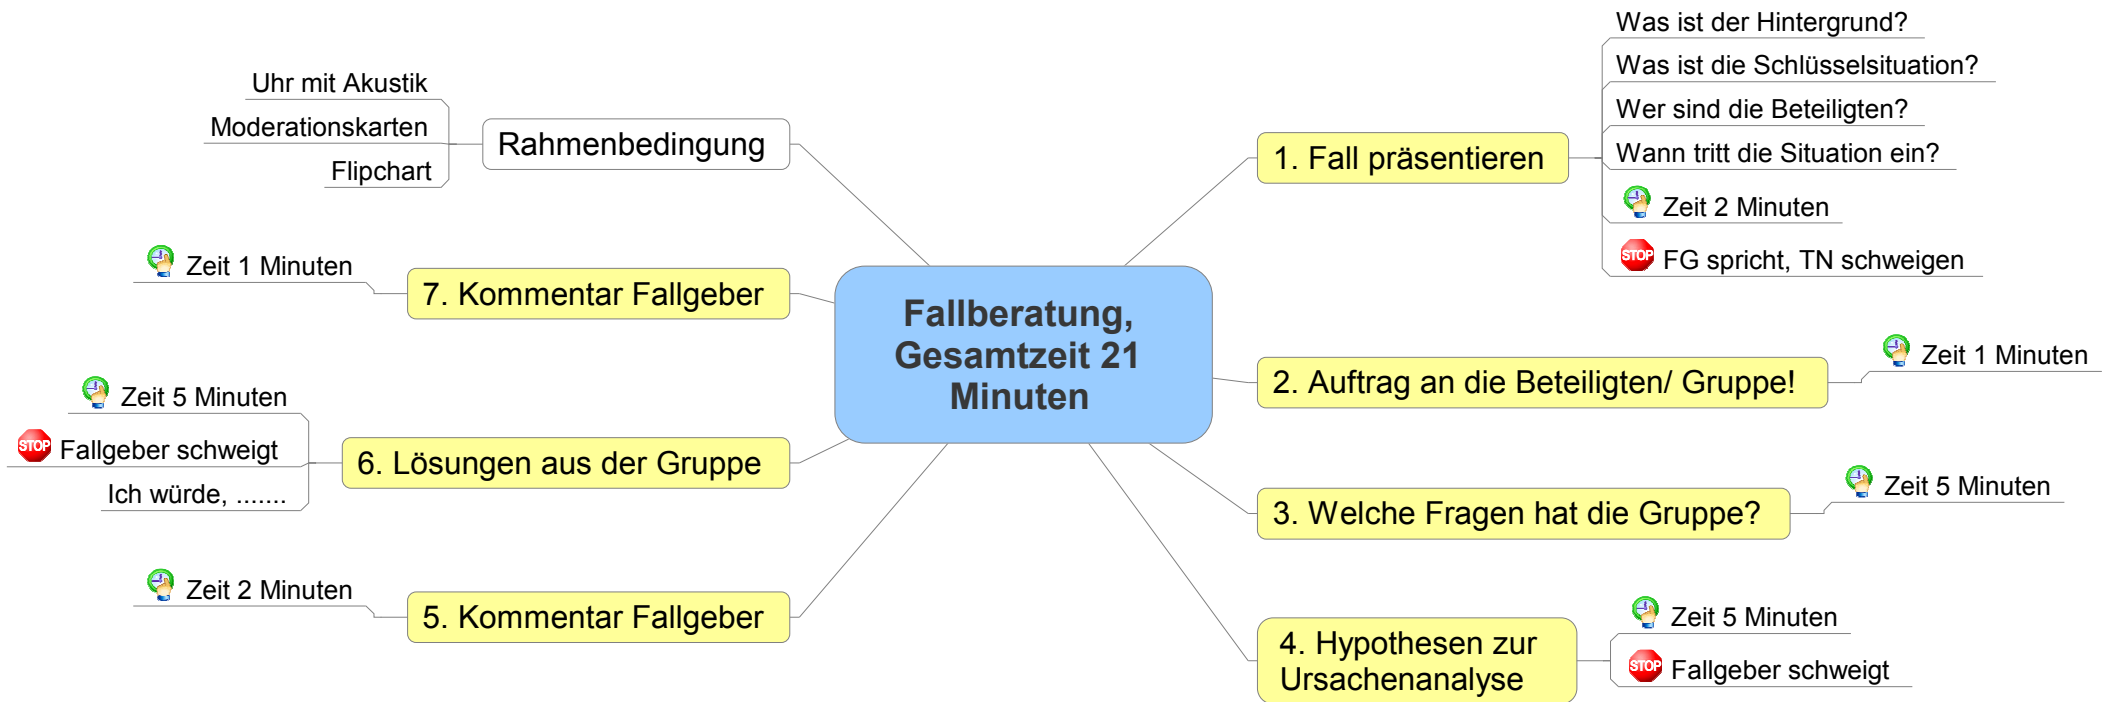 Fallberatung,
Gesamtzeit 21
Minuten
Rahmenbedingung
Uhr mit Akustik
Moderationskarten
Flipchart
1. Fall präsentieren
Was ist der Hintergrund?
Was ist die Schlüsselsituation?
Wer sind die Beteiligten?
Wann tritt die Situation ein?
Zeit 2 Minuten
STOP FG spricht, TN schweigen
2. Auftrag an die Beteiligten/ Gruppe!
Zeit 1 Minuten
3. Welche Fragen hat die Gruppe?
Zeit 5 Minuten
4. Hypothesen zur
Ursachenanalyse
Zeit 5 Minuten
STOP Fallgeber schweigt
5. Kommentar Fallgeber
Zeit 2 Minuten
6. Lösungen aus der Gruppe
Zeit 5 Minuten
STOP Fallgeber schweigt
Ich würde, .......
7. Kommentar Fallgeber
Zeit 1 Minuten